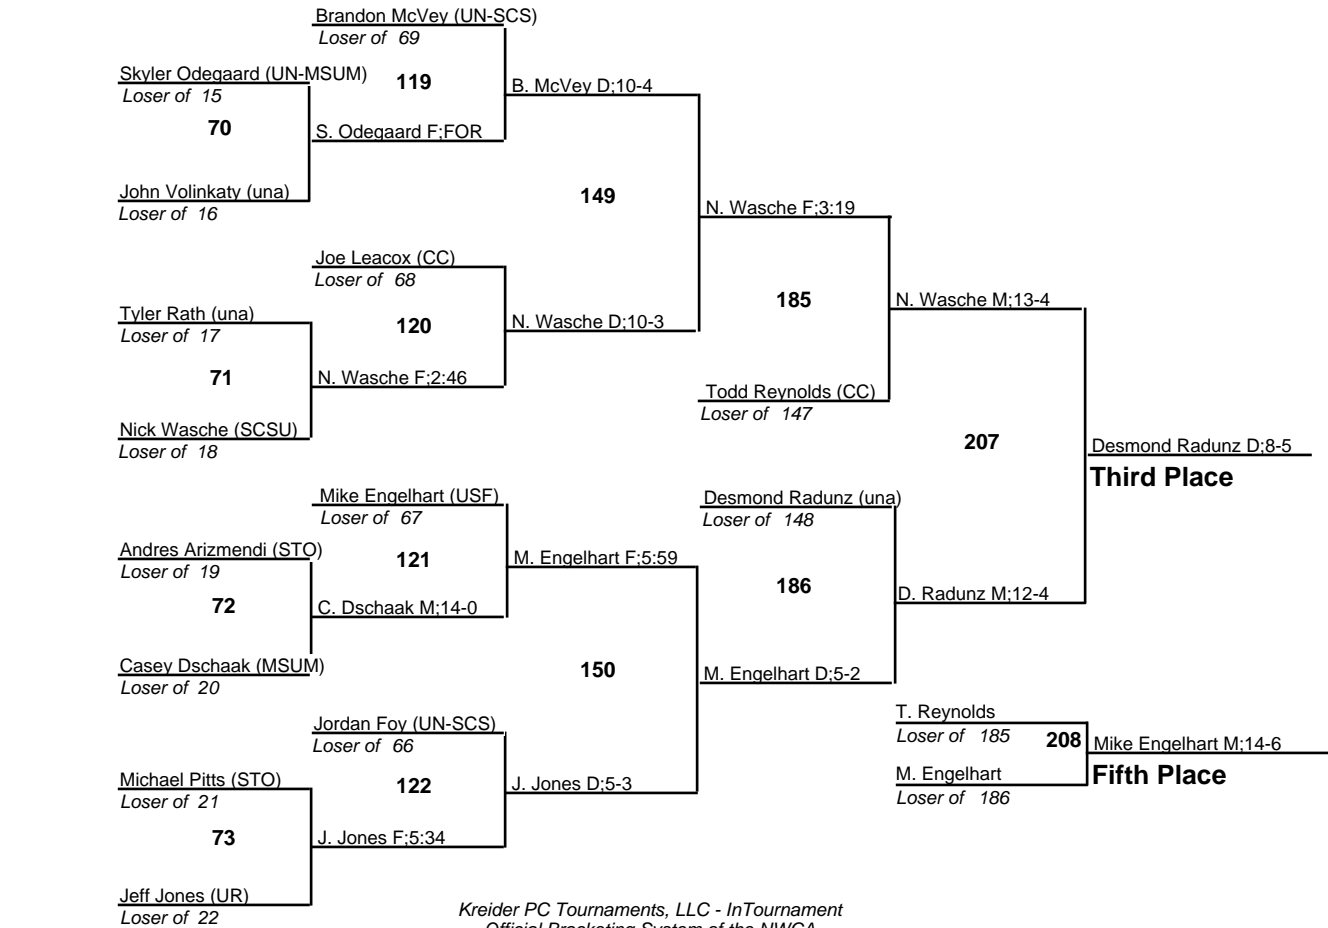 Brandon McVey (UN-SCS)
Loser of 69
Skyler Odegaard (UN-MSUM)
Loser of 15
119
B. McVey D;10-4
70
S. Odegaard F;FOR
John Volinkaty (una)
Loser of 16
149
N. Wasche F;3:19
Joe Leacox (CC)
Loser of 68
Tyler Rath (una)
Loser of 17
120
N. Wasche D;10-3
185
N. Wasche M;13-4
71
N. Wasche F;2:46
Todd Reynolds (CC)
Loser of 147
Nick Wasche (SCSU)
Loser of 18
207
Desmond Radunz D;8-5
Third Place
Mike Engelhart (USF)
Loser of 67
Desmond Radunz (una)
Loser of 148
Andres Arizmendi (STO)
Loser of 19
121
M. Engelhart F;5:59
186
72
C. Dschaak M;14-0
D. Radunz M;12-4
Casey Dschaak (MSUM)
Loser of 20
150
M. Engelhart D;5-2
Jordan Foy (UN-SCS)
Loser of 66
T. Reynolds
Loser of 185
208
Mike Engelhart M;14-6
Fifth Place
M. Engelhart
Loser of 186
Michael Pitts (STO)
Loser of 21
122
J. Jones D;5-3
73
J. Jones F;5:34
Jeff Jones (UR)
Loser of 22
Kreider PC Tournaments, LLC - InTournament
Official Bracketing System of the NWCA